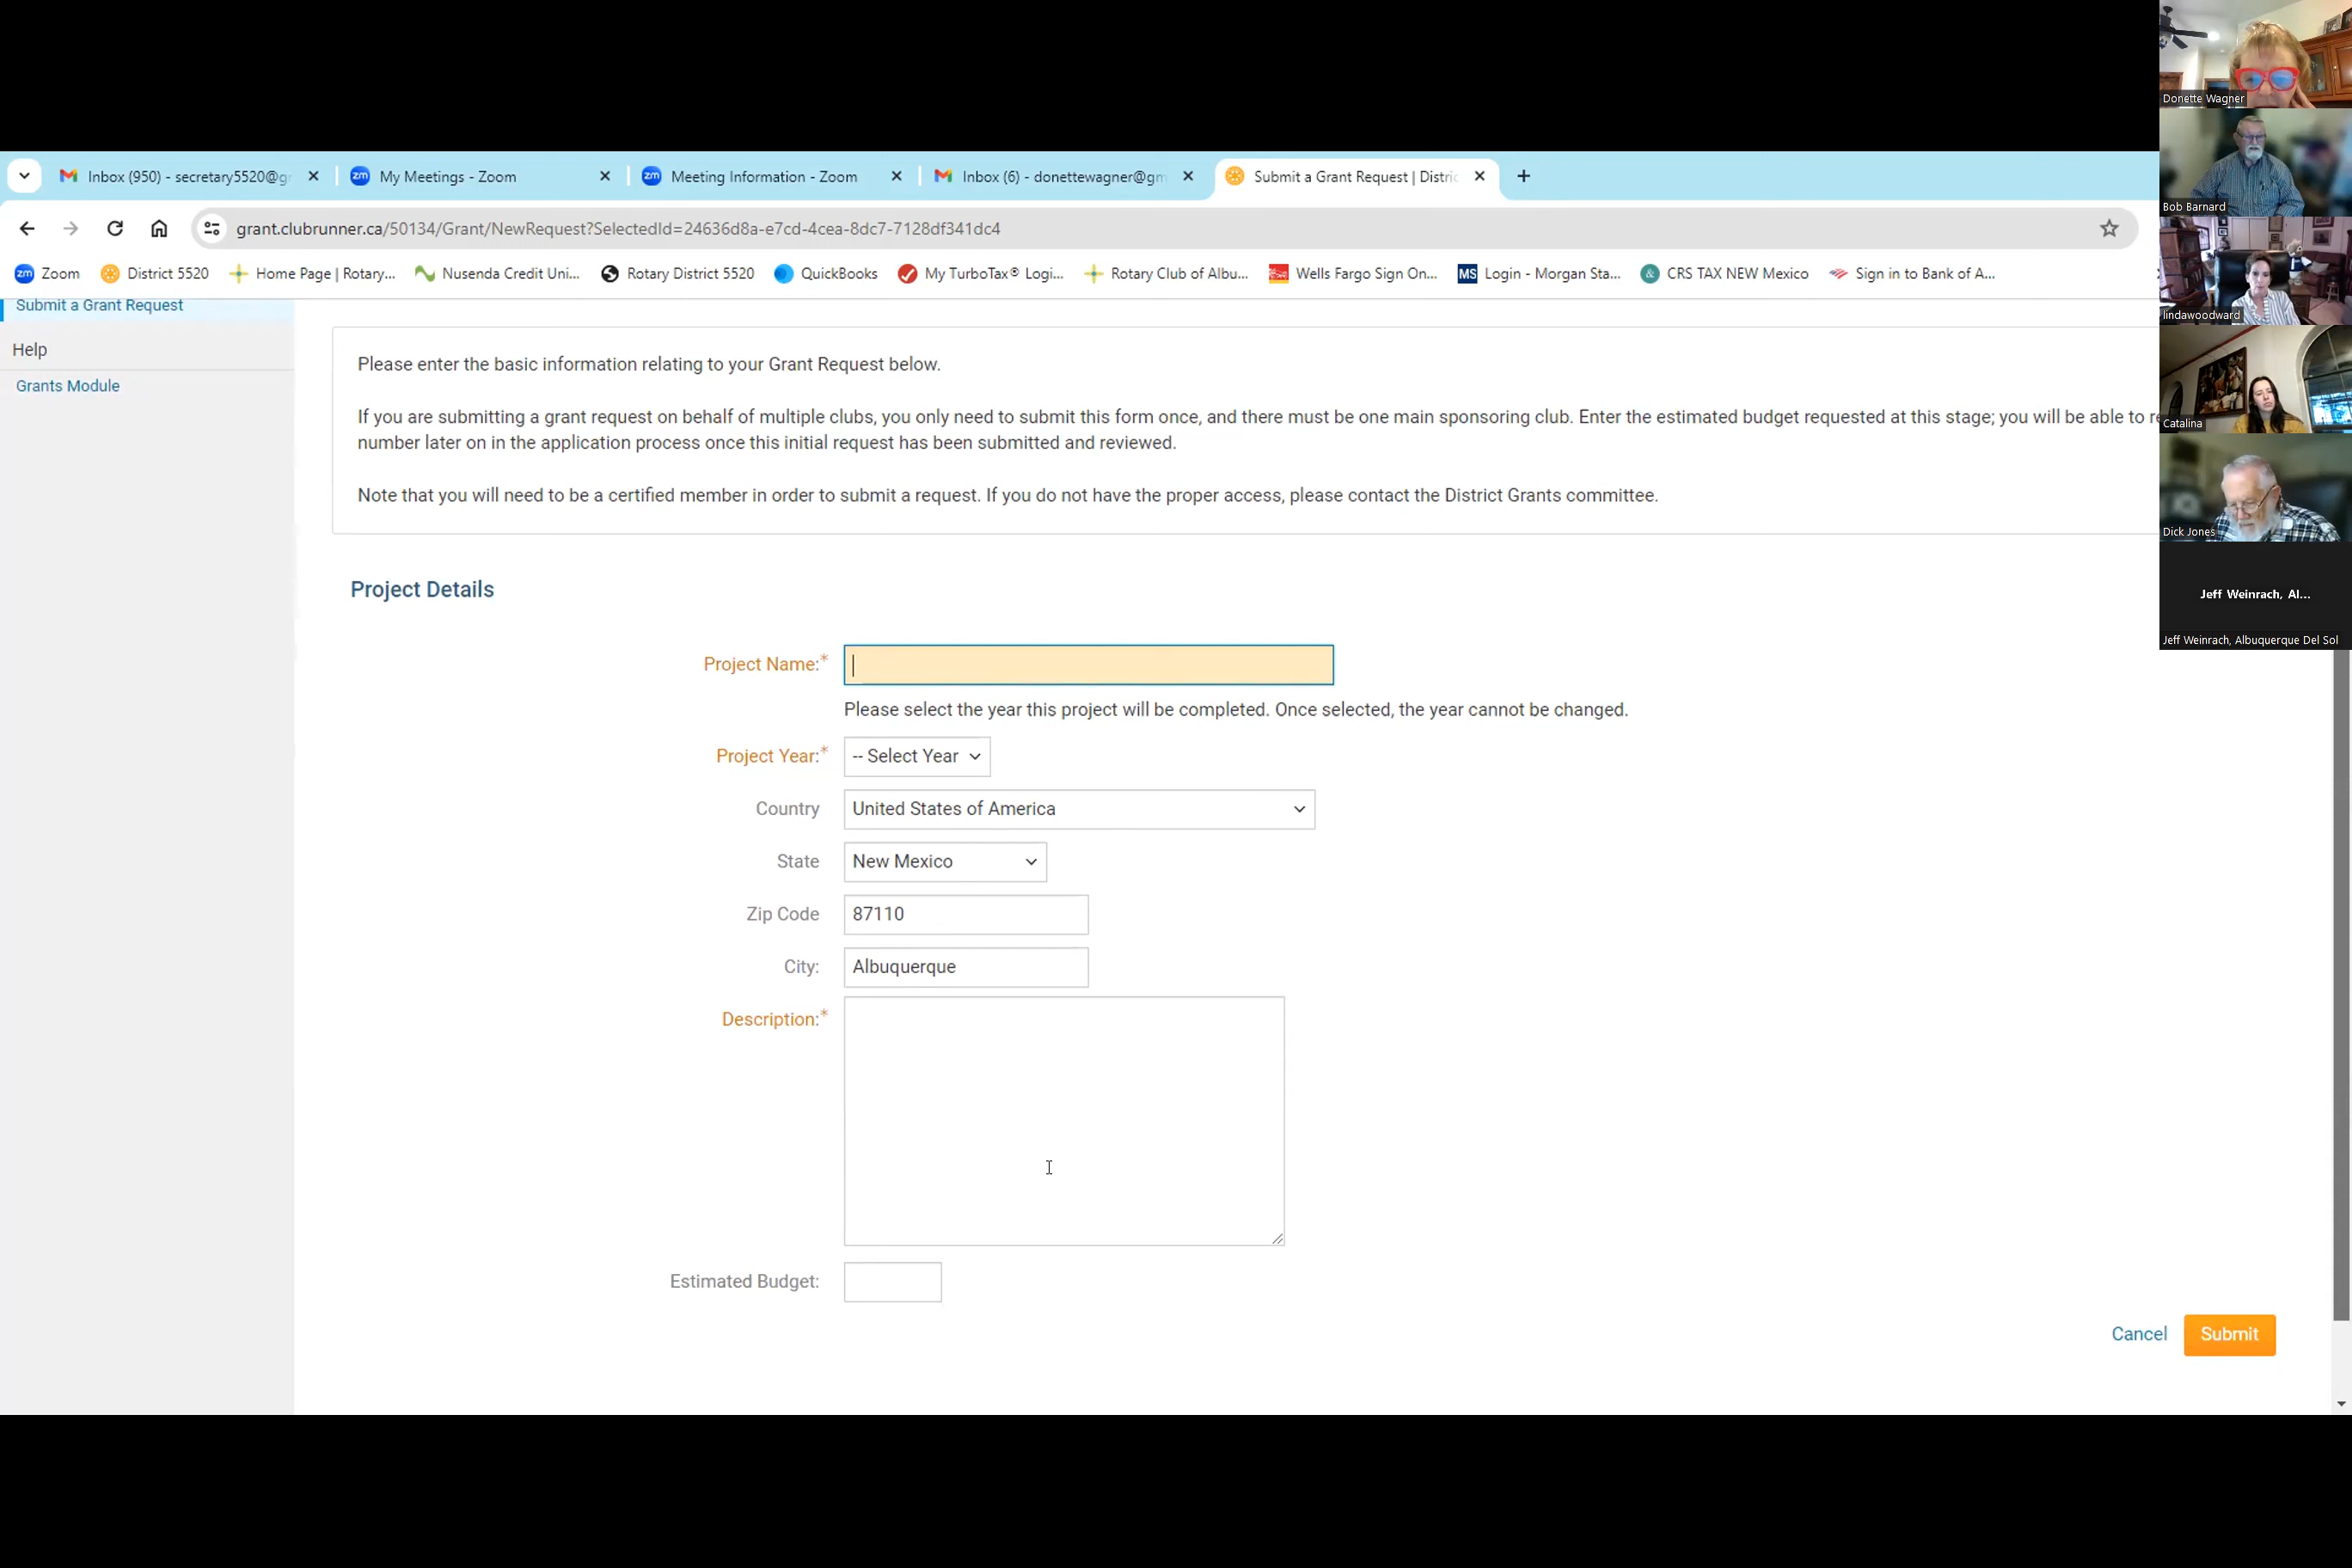 Inbox (950) - secretary5520@g
My Meetings - Zoom
Meeting Information - Zoom
Inbox (6) - donettewagner@gm
Submit a Grant Request | Distric
grant.clubrunner.ca/50134/Grant/NewRequest?SelectedId=24636d8a-e7cd-4cea-8dc7-7128df341dc4
zm Zoom
District 5520
Home Page | Rotary...
Nusenda Credit Uni...
Rotary District 5520
QuickBooks
My TurboTax® Logi...
Rotary Club of Albu...
Wells Fargo Sign On...
MS Login - Morgan Sta...
CRS TAX NEW Mexico
Sign in to Bank of A...
Submit a Grant Request
Help
Grants Module
Please enter the basic information relating to your Grant Request below.
If you are submitting a grant request on behalf of multiple clubs, you only need to submit this form once, and there must be one main sponsoring club. Enter the estimated budget requested at this stage; you will be able to r
number later on in the application process once this initial request has been submitted and reviewed.
Note that you will need to be a certified member in order to submit a request. If you do not have the proper access, please contact the District Grants committee.
Project Details
Project Name:*
Please select the year this project will be completed. Once selected, the year cannot be changed.
Project Year:* -- Select Year
Country United States of America
State New Mexico
Zip Code 87110
City: Albuquerque
Description:*
Estimated Budget:
Cancel Submit
Donette Wagner
Bob Barnard
lindawoodward
Catalina
Dick Jones
Jeff Weinrach, Al...
Jeff Weinrach, Albuquerque Del Sol